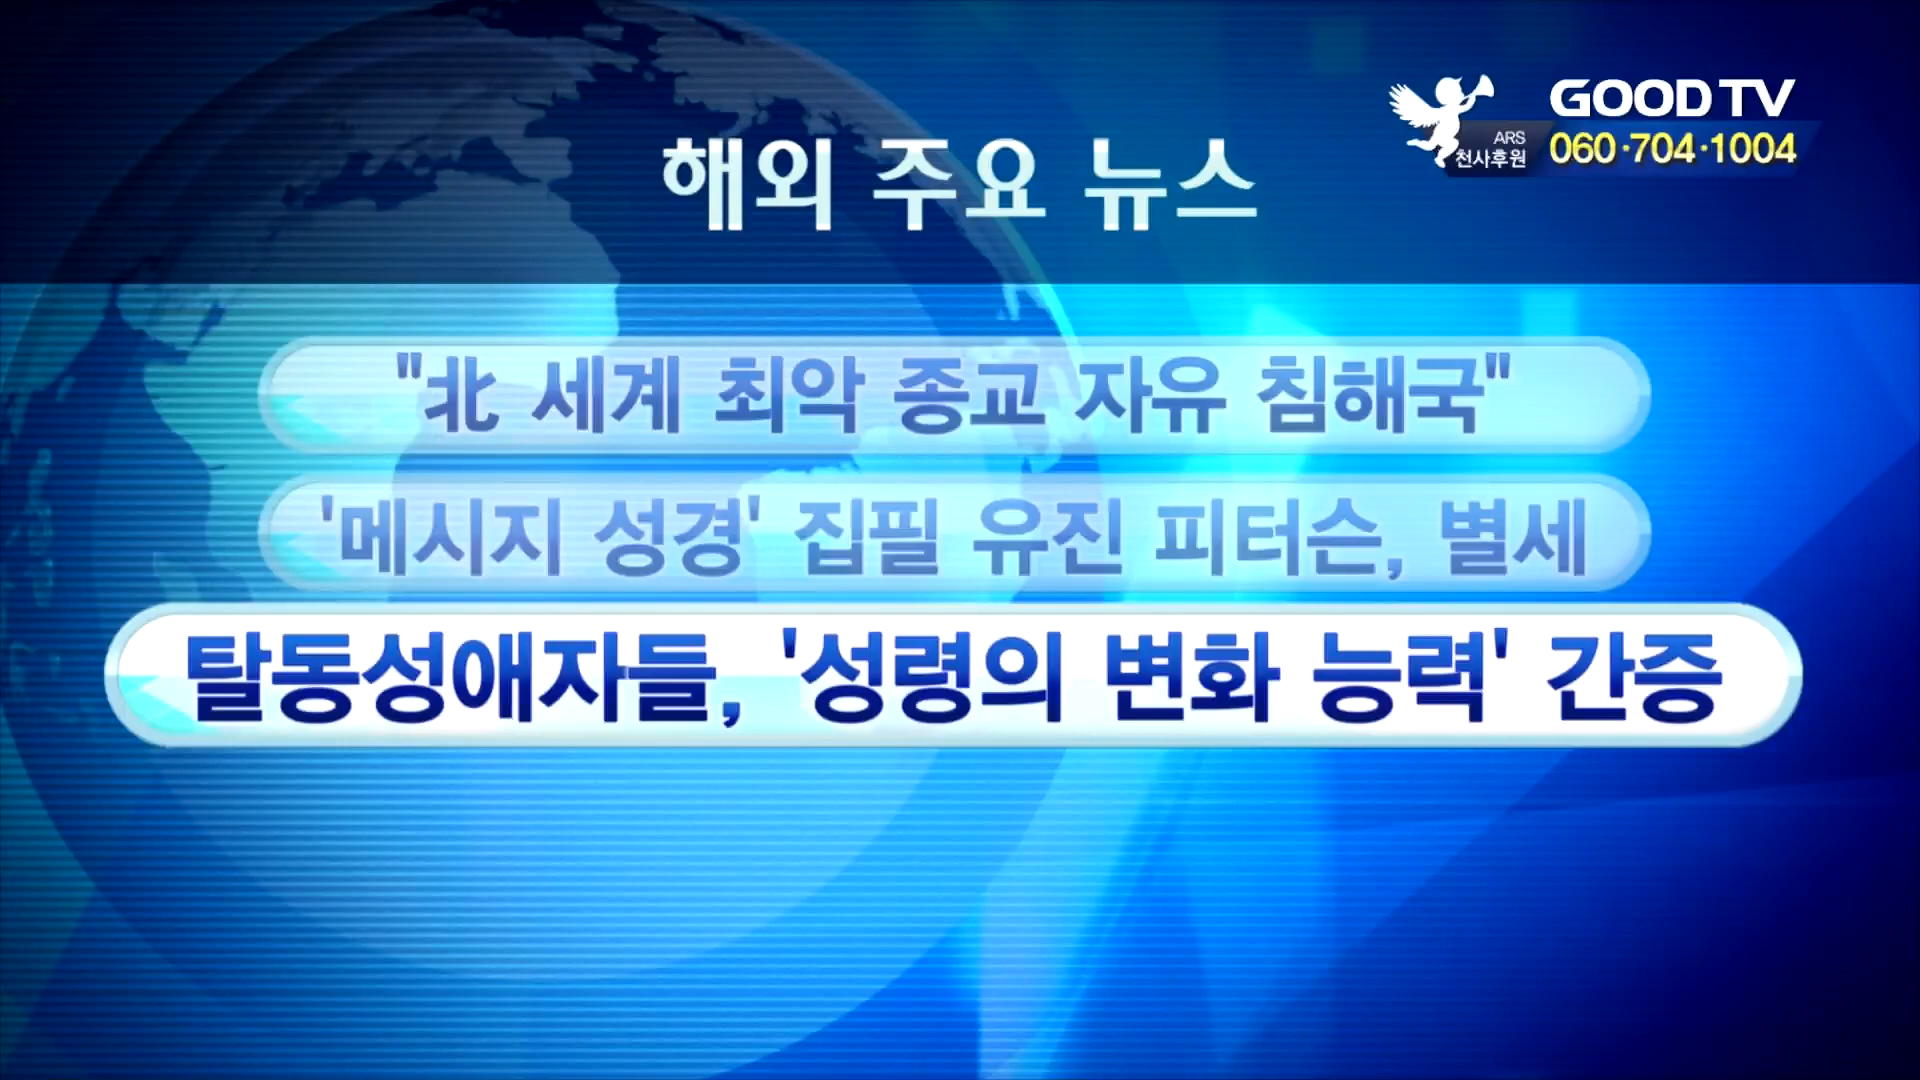 GOOD TV
ARS
천사후원 060·704·1004
해외 주요 뉴스
"北 세계 최악 종교 자유 침해국"
'메시지 성경' 집필 유진 피터슨, 별세
탈동성애자들, '성령의 변화 능력' 간증